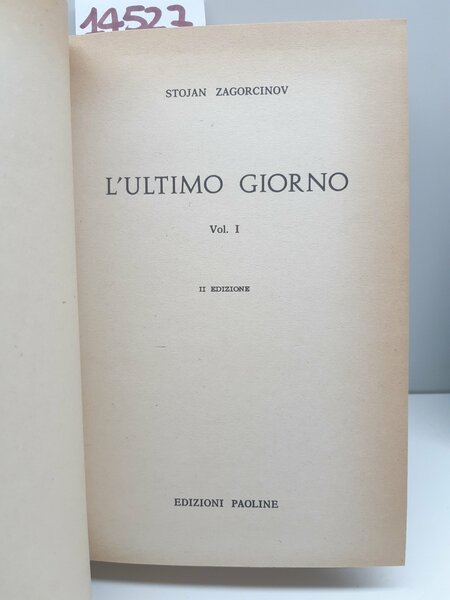 14527
STOJAN ZAGORCINOV
L'ULTIMO GIORNO
Vol. I
II EDIZIONE
EDIZIONI PAOLINE